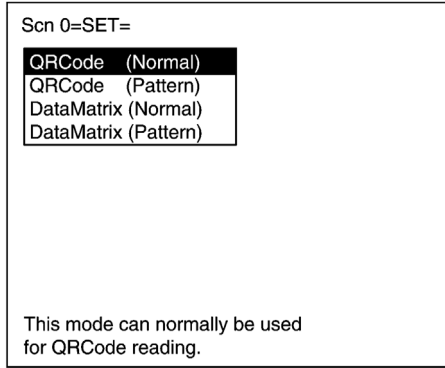 Scn 0=SET=
QRCode (Normal)
QRCode (Pattern)
DataMatrix (Normal)
DataMatrix (Pattern)
This mode can normally be used
for QRCode reading.